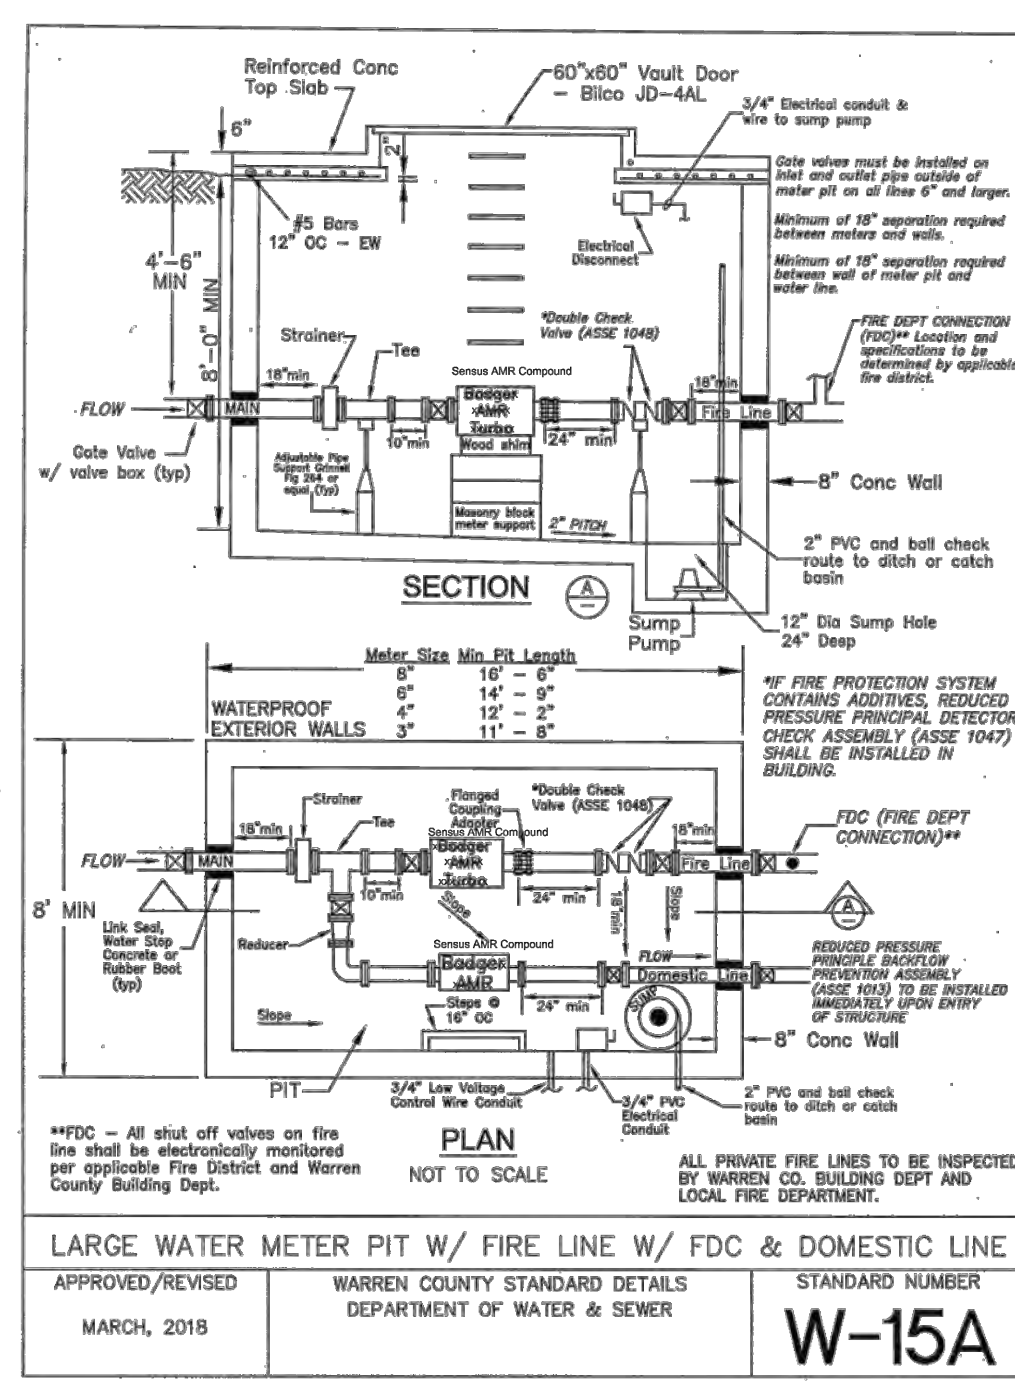 Reinforced Conc
Top Slab
60"x60" Vault Door
- Bilco JD-4AL
3/4" Electrical conduit &
wire to sump pump
6"
2"
Gate valves must be installed on
inlet and outlet pipe outside of
meter pit on all lines 6" and larger.
#5 Bars
12" OC - EW
Electrical
Disconnect
Minimum of 18" separation required
between meters and walls.
Minimum of 18" separation required
between wall of meter pit and
water line.
4'-6"
MIN
8'-0" MIN
Strainer
Tee
*Double Check
Valve (ASSE 1048)
FIRE DEPT CONNECTION
(FDC)** Location and
specifications to be
determined by applicable
fire district.
Sensus AMR Compound
18"min
18"min
FLOW
MAIN
Badger
AMR
Turbo
Fire Line
10"min
24" min
Wood shim
Gate Valve
w/ valve box (typ)
Adjustable Pipe
Support Grinnell
Fig 264 or
equal (typ)
Masonry block
meter support
2" PITCH
8" Conc Wall
2" PVC and ball check
route to ditch or catch
basin
SECTION
A
Sump
Pump
12" Dia Sump Hole
24" Deep
Meter Size Min Pit Length
8" 16' - 6"
6" 14' - 9"
4" 12' - 2"
3" 11' - 8"
WATERPROOF
EXTERIOR WALLS
*IF FIRE PROTECTION SYSTEM
CONTAINS ADDITIVES, REDUCED
PRESSURE PRINCIPAL DETECTOR
CHECK ASSEMBLY (ASSE 1047)
SHALL BE INSTALLED IN
BUILDING.
Strainer
Flanged
Coupling
Adapter
*Double Check
Valve (ASSE 1048)
18"min
Tee
Sensus AMR Compound
18"min
FDC (FIRE DEPT
CONNECTION)**
FLOW
MAIN
Badger
AMR
Turbo
Fire Line
10"min
24" min
18"min
Slope
Slope
8' MIN
A
Link Seal,
Water Stop
Concrete or
Rubber Boot
(typ)
Reducer
Sensus AMR Compound
Badger
AMR
FLOW
Domestic Line
REDUCED PRESSURE
PRINCIPLE BACKFLOW
PREVENTION ASSEMBLY
(ASSE 1013) TO BE INSTALLED
IMMEDIATELY UPON ENTRY
OF STRUCTURE
Slope
Steps @
16" OC
24" min
SUMP
8" Conc Wall
PIT
3/4" Low Voltage
Control Wire Conduit
3/4" PVC
Electrical
Conduit
2" PVC and ball check
route to ditch or catch
basin
**FDC - All shut off valves on fire
line shall be electronically monitored
per applicable Fire District and Warren
County Building Dept.
PLAN
NOT TO SCALE
ALL PRIVATE FIRE LINES TO BE INSPECTED
BY WARREN CO. BUILDING DEPT AND
LOCAL FIRE DEPARTMENT.
LARGE WATER METER PIT W/ FIRE LINE W/ FDC & DOMESTIC LINE
APPROVED/REVISED
MARCH, 2018
WARREN COUNTY STANDARD DETAILS
DEPARTMENT OF WATER & SEWER
STANDARD NUMBER
W-15A